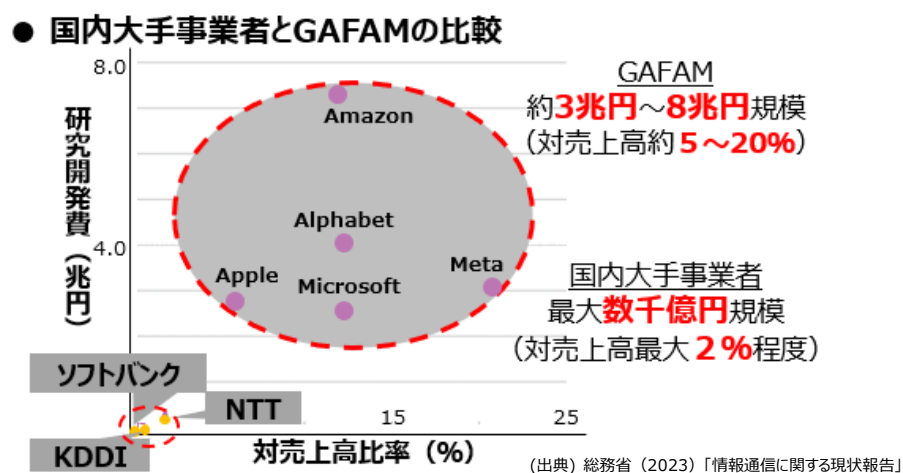 ● 国内大手事業者とGAFAMの比較
8.0
GAFAM
約3兆円～8兆円規模
（対売上高約５～20%）
Amazon
研究開発費（兆円）
Alphabet
4.0
Apple
Microsoft
Meta
国内大手事業者
最大数千億円規模
（対売上高最大２％程度）
ソフトバンク
NTT
15
25
KDDI
対売上高比率（%）
(出典) 総務省（2023）「情報通信に関する現状報告」